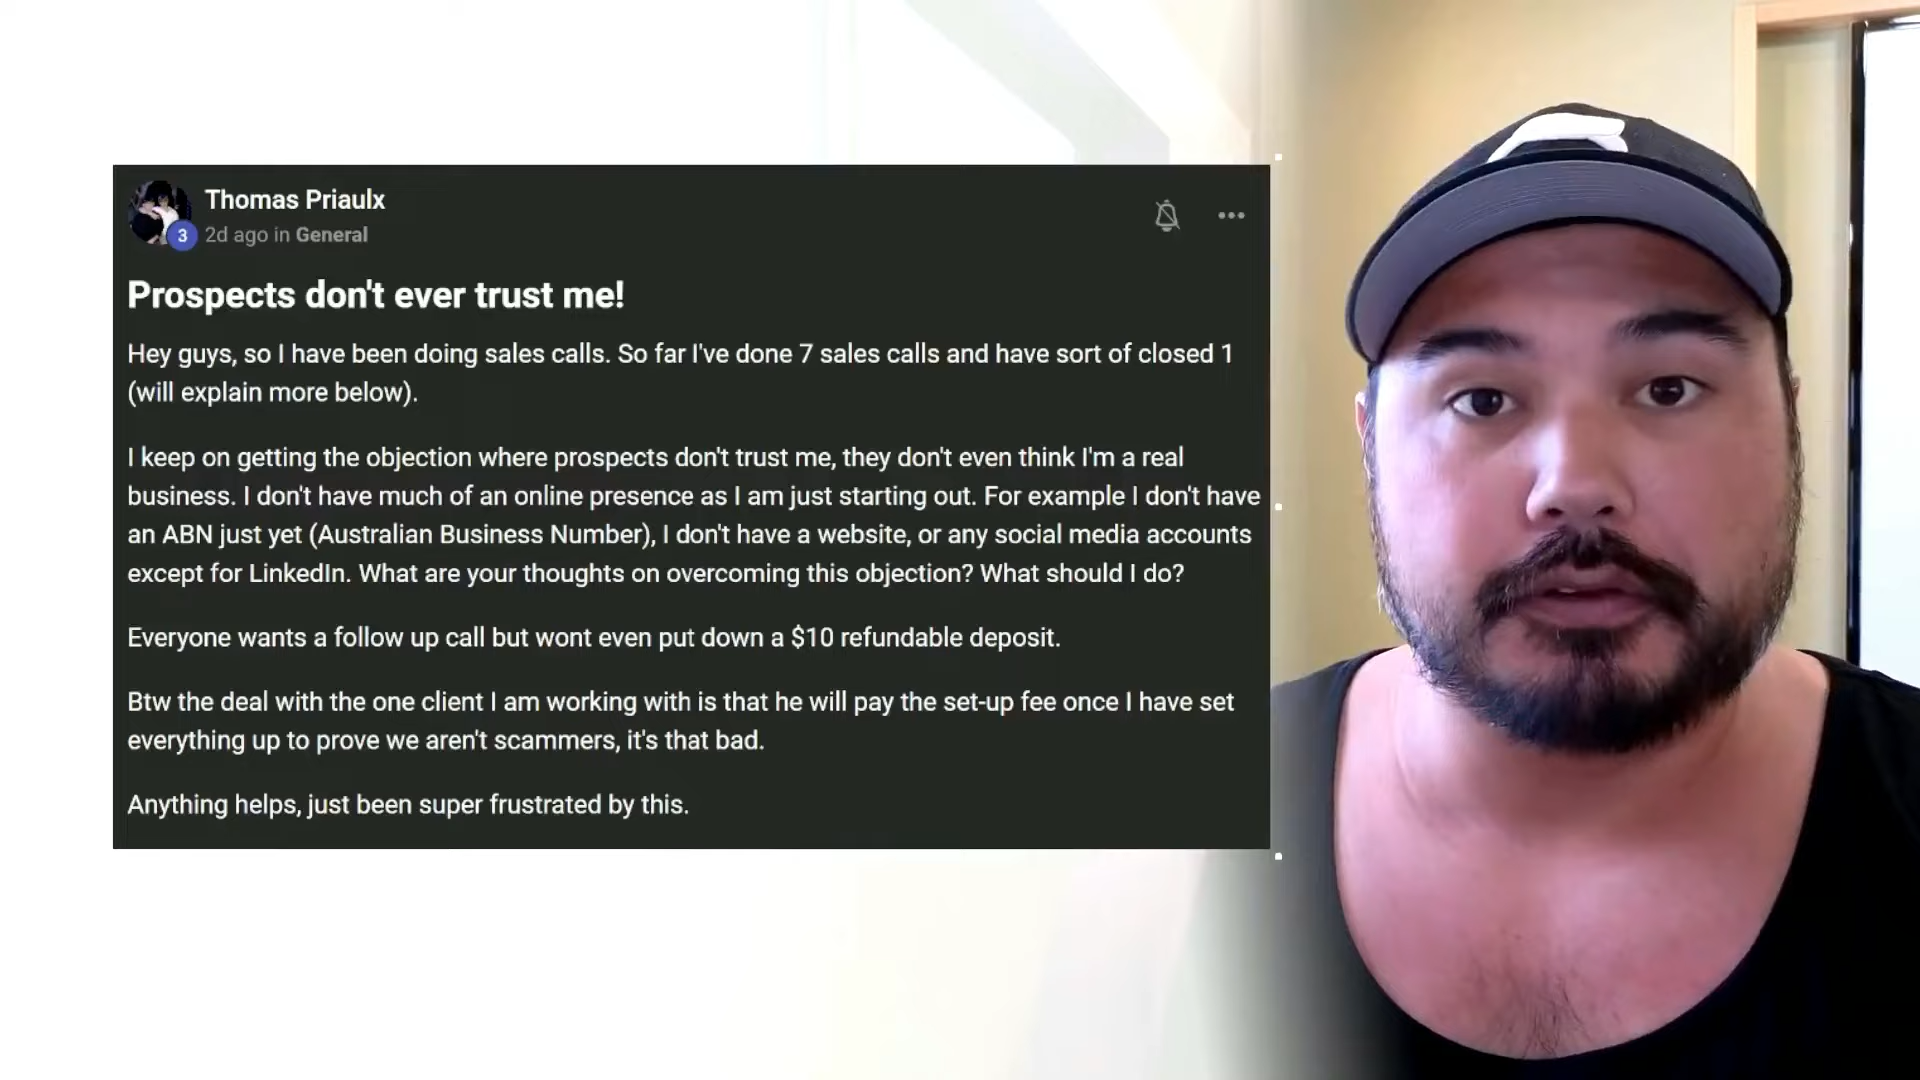 Thomas Priaulx
3
2d ago in General
Prospects don't ever trust me!
Hey guys, so I have been doing sales calls. So far I've done 7 sales calls and have sort of closed 1
(will explain more below).
I keep on getting the objection where prospects don't trust me, they don't even think I'm a real
business. I don't have much of an online presence as I am just starting out. For example I don't have
an ABN just yet (Australian Business Number), I don't have a website, or any social media accounts
except for LinkedIn. What are your thoughts on overcoming this objection? What should I do?
Everyone wants a follow up call but wont even put down a $10 refundable deposit.
Btw the deal with the one client I am working with is that he will pay the set-up fee once I have set
everything up to prove we aren't scammers, it's that bad.
Anything helps, just been super frustrated by this.